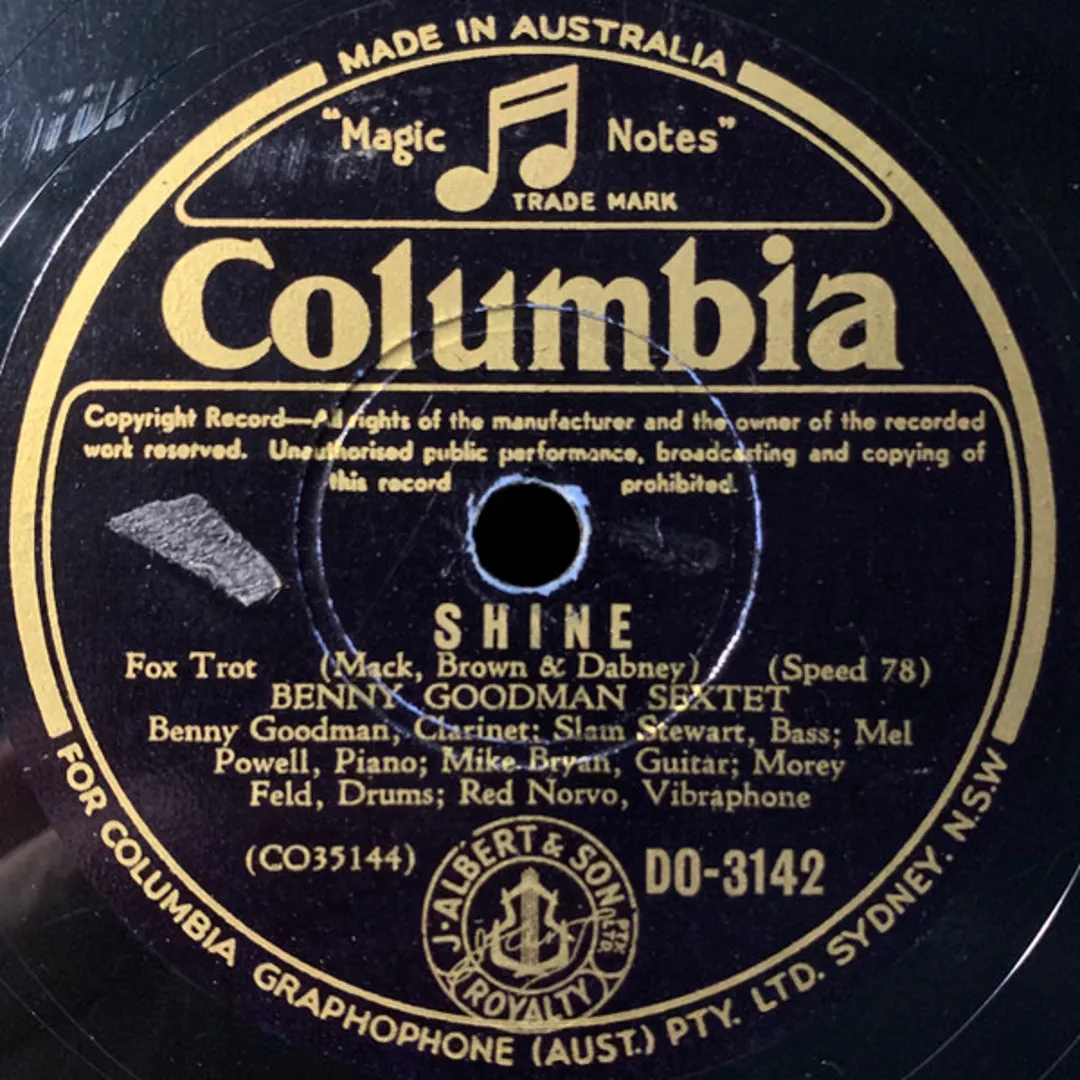 MADE IN AUSTRALIA
"Magic Notes"
TRADE MARK
Columbia
Copyright Record—All rights of the manufacturer and the owner of the recorded
work reserved. Unauthorised public performance, broadcasting and copying of
this record prohibited.
SHINE
Fox Trot (Mack, Brown & Dabney) (Speed 78)
BENNY GOODMAN SEXTET
Benny Goodman, Clarinet; Slam Stewart, Bass; Mel
Powell, Piano; Mike Bryan, Guitar; Morey
Feld, Drums; Red Norvo, Vibraphone
(CO35144)
J. ALBERT & SON PTY LTD
ROYALTY
DO-3142
FOR COLUMBIA GRAPHOPHONE (AUST.) PTY. LTD. SYDNEY. N.S.W